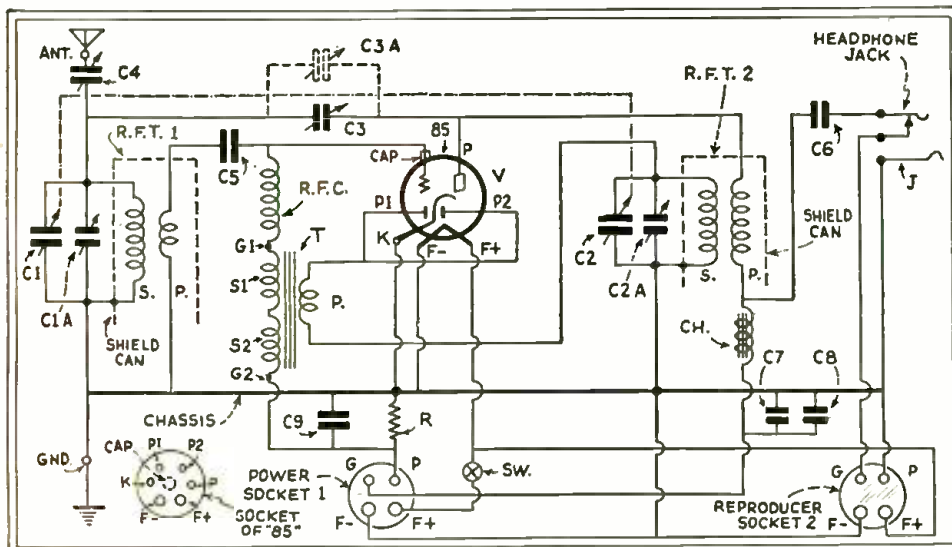 ANT.
C4
C3 A
HEADPHONE
JACK
R.F.T. 2
R.F.T. 1
C3
85
P
CAP
C5
C6
V
R.F.C.
P1
P2
J
K
F-
F+
G1
T
C2
SHIELD
CAN
C1
S1
C2A
S.
P.
C1A
S.
P.
P.
CH.
S2
SHIELD
CAN
C7
C8
G2
CHASSIS
C9
R
CAP
P1
P2
GND.
K
P
F-
F+
SOCKET
OF "85"
POWER
SOCKET 1
G
P
F-
F+
SW.
G
P
REPRODUCER
SOCKET 2
F-
F+